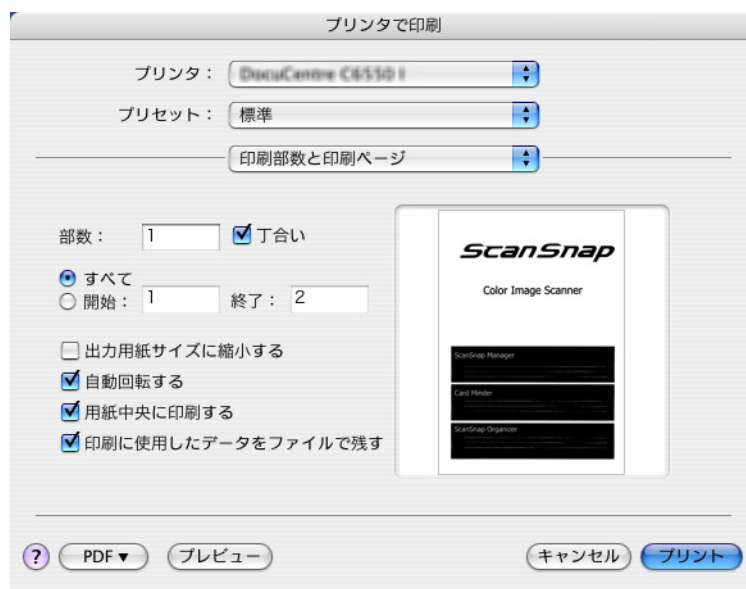 プリンタで印刷
プリンタ： DocuCentre C6550 I
プリセット： 標準
印刷部数と印刷ページ
部数： 1 丁合い
すべて
開始： 1 終了： 2
出力用紙サイズに縮小する
自動回転する
用紙中央に印刷する
印刷に使用したデータをファイルで残す
ScanSnap
Color Image Scanner
ScanSnap Manager
Card Minder
ScanSnap Organizer
? PDF▼ プレビュー キャンセル プリント